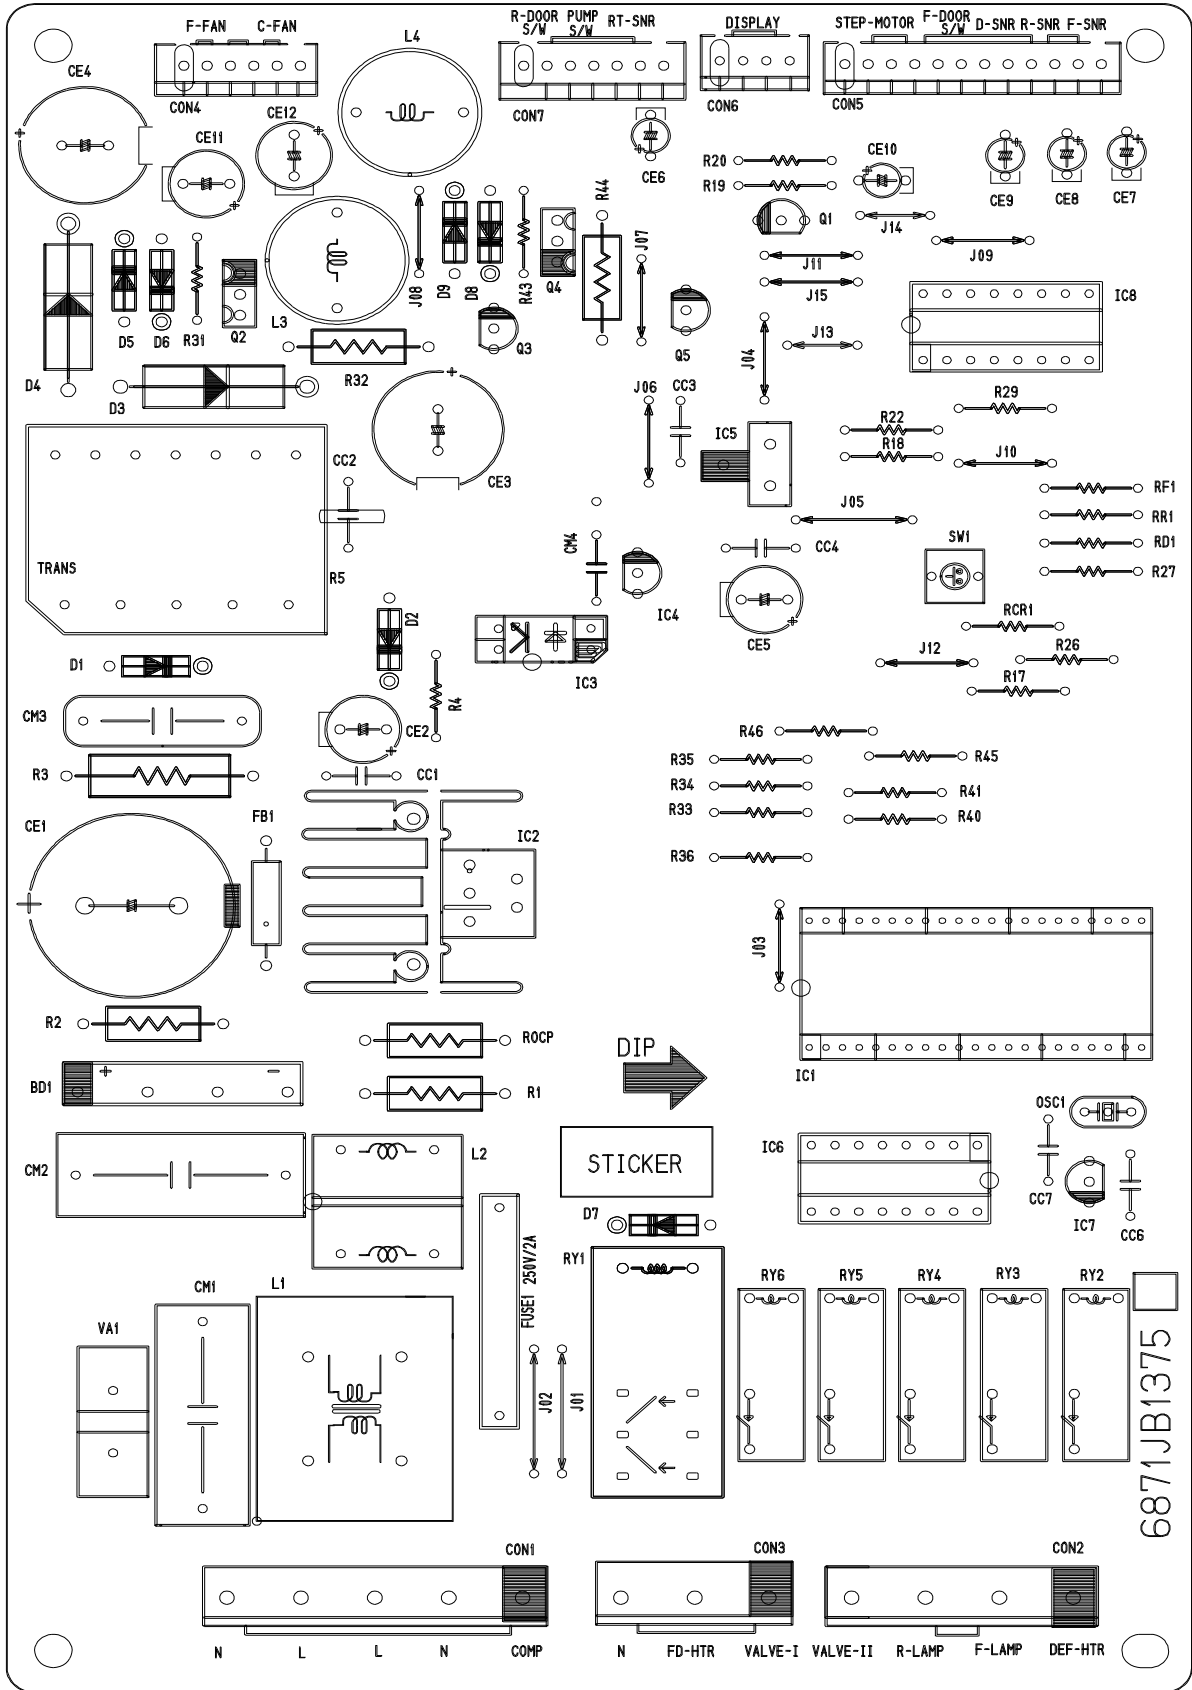 F-FAN C-FAN
L4
R-DOOR S/W
PUMP S/W
RT-SNR
DISPLAY
STEP-MOTOR
F-DOOR S/W
D-SNR R-SNR F-SNR
CE4
CON4
CE12
CON7
CON6
CON5
CE11
CE6
R20
R19
CE10
CE9
CE8
CE7
R44
Q1
J14
J07
J09
J11
J15
J08
D9
D8
R43
Q4
IC8
D5
D6
R31
Q2
L3
Q3
Q5
J04
J13
R32
D4
D3
J06
CC3
R29
R22
IC5
R18
J10
CC2
CE3
RF1
J05
RR1
CM4
SW1
CC4
RD1
TRANS
R5
R27
D2
IC4
RCR1
CE5
D1
IC3
J12
R26
R17
R4
CM3
CE2
R46
R35
R45
R3
CC1
R34
R41
R33
R40
CE1
FB1
IC2
R36
J03
R2
ROCP
DIP
BD1
R1
IC1
OSC1
CM2
L2
STICKER
IC6
CC7
IC7
CC6
D7
RY1
FUSE1 250V/2A
CM1
L1
RY6
RY5
RY4
RY3
RY2
VA1
J02
J01
6871JB1375
CON1
CON3
CON2
N
L
L
N
COMP
N
FD-HTR
VALVE-I
VALVE-II
R-LAMP
F-LAMP
DEF-HTR